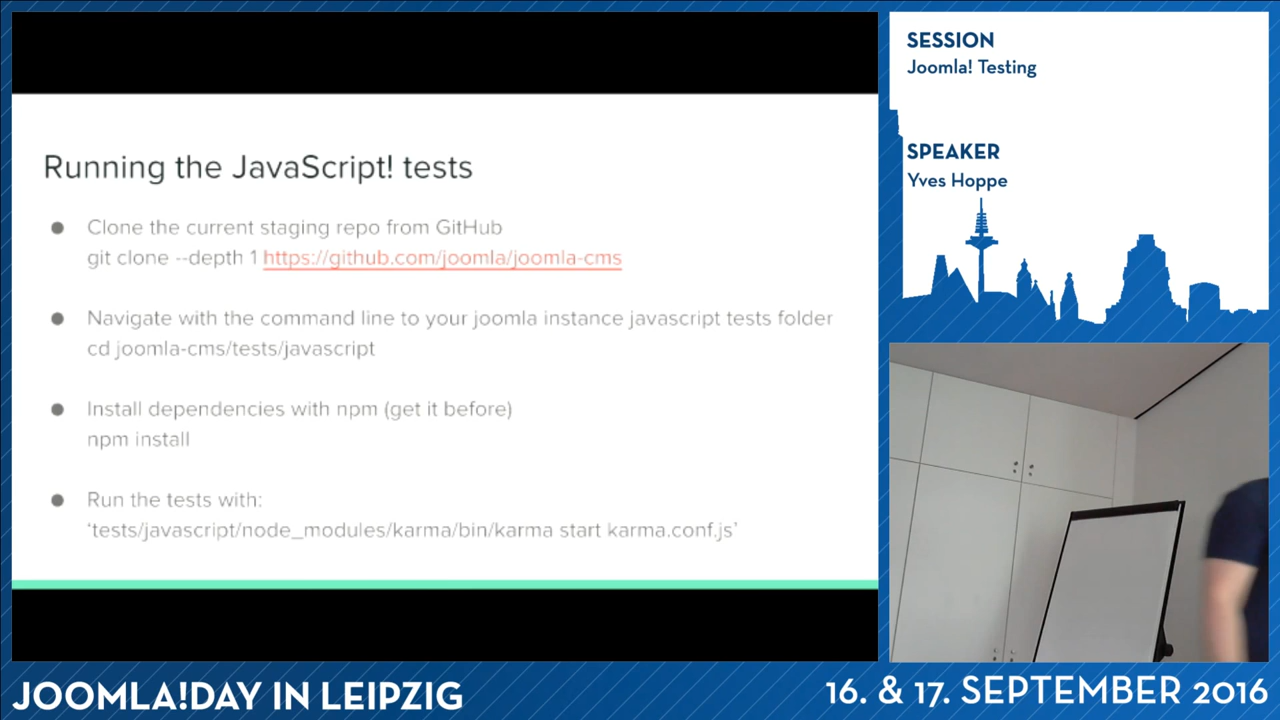 Running the JavaScript! tests
● Clone the current staging repo from GitHub
git clone --depth 1 https://github.com/joomla/joomla-cms
● Navigate with the command line to your joomla instance javascript tests folder
cd joomla-cms/tests/javascript
● Install dependencies with npm (get it before)
npm install
● Run the tests with:
‘tests/javascript/node_modules/karma/bin/karma start karma.conf.js’
SESSION
Joomla! Testing
SPEAKER
Yves Hoppe
JOOMLA!DAY IN LEIPZIG
16. & 17. SEPTEMBER 2016